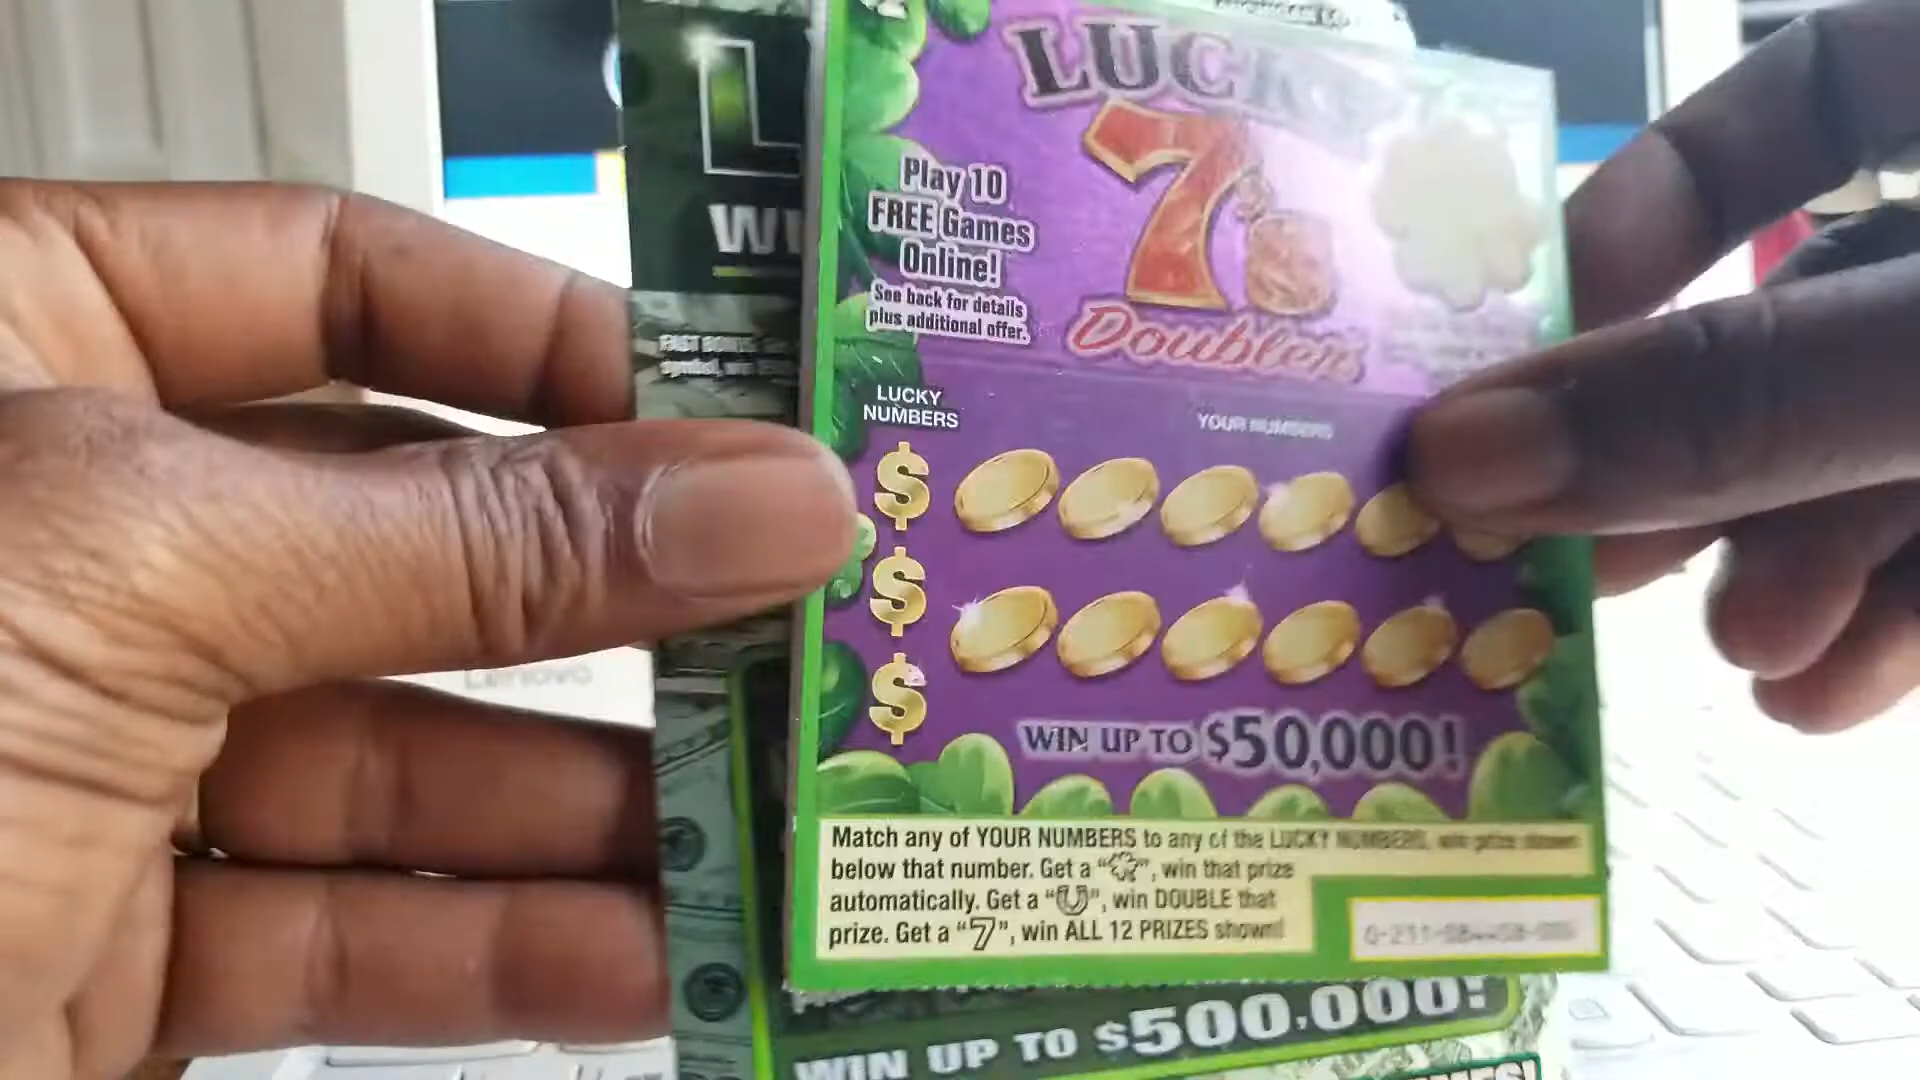 LUCKY
7's
Doubler
Play 10
FREE Games
Online!
See back for details
plus additional offer.
LUCKY
NUMBERS
YOUR NUMBERS
$
$
$
WIN UP TO $50,000!
Match any of YOUR NUMBERS to any of the LUCKY NUMBERS, win prize shown
below that number. Get a "", win that prize
automatically. Get a "", win DOUBLE that
prize. Get a "7", win ALL 12 PRIZES shown!
WIN UP TO $500,000!
Lenovo